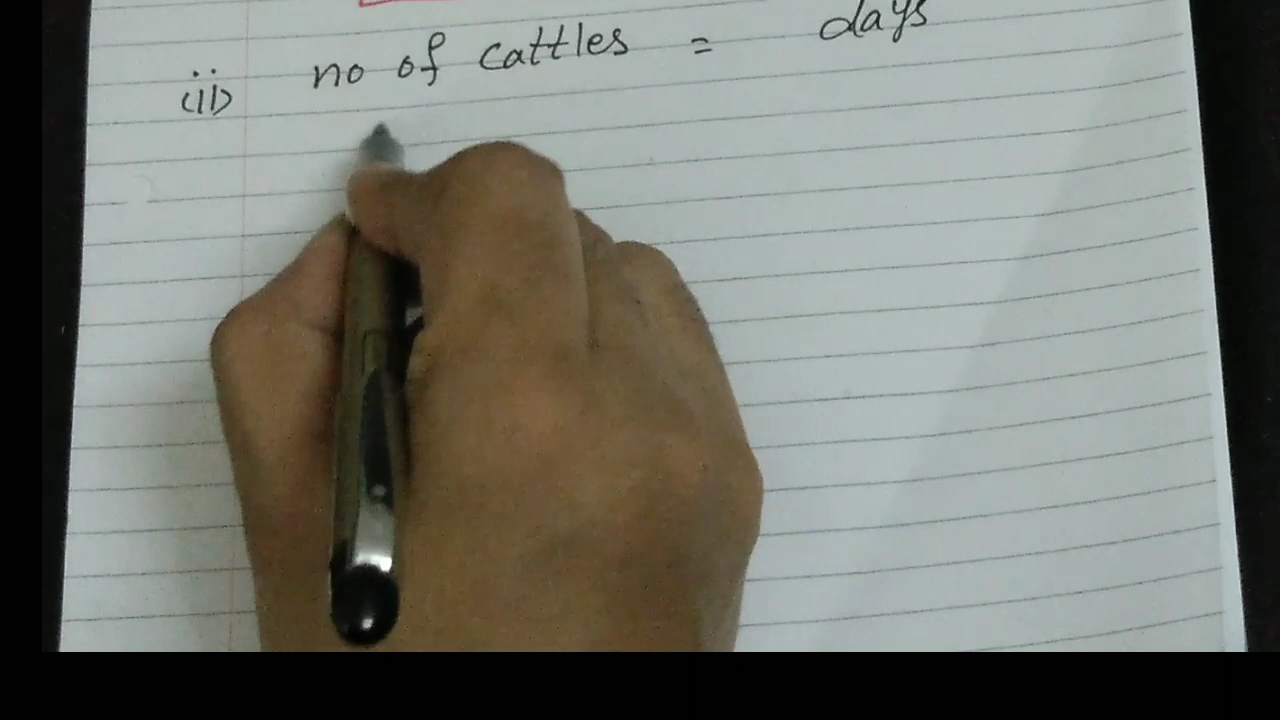 (ii) no of cattles = days